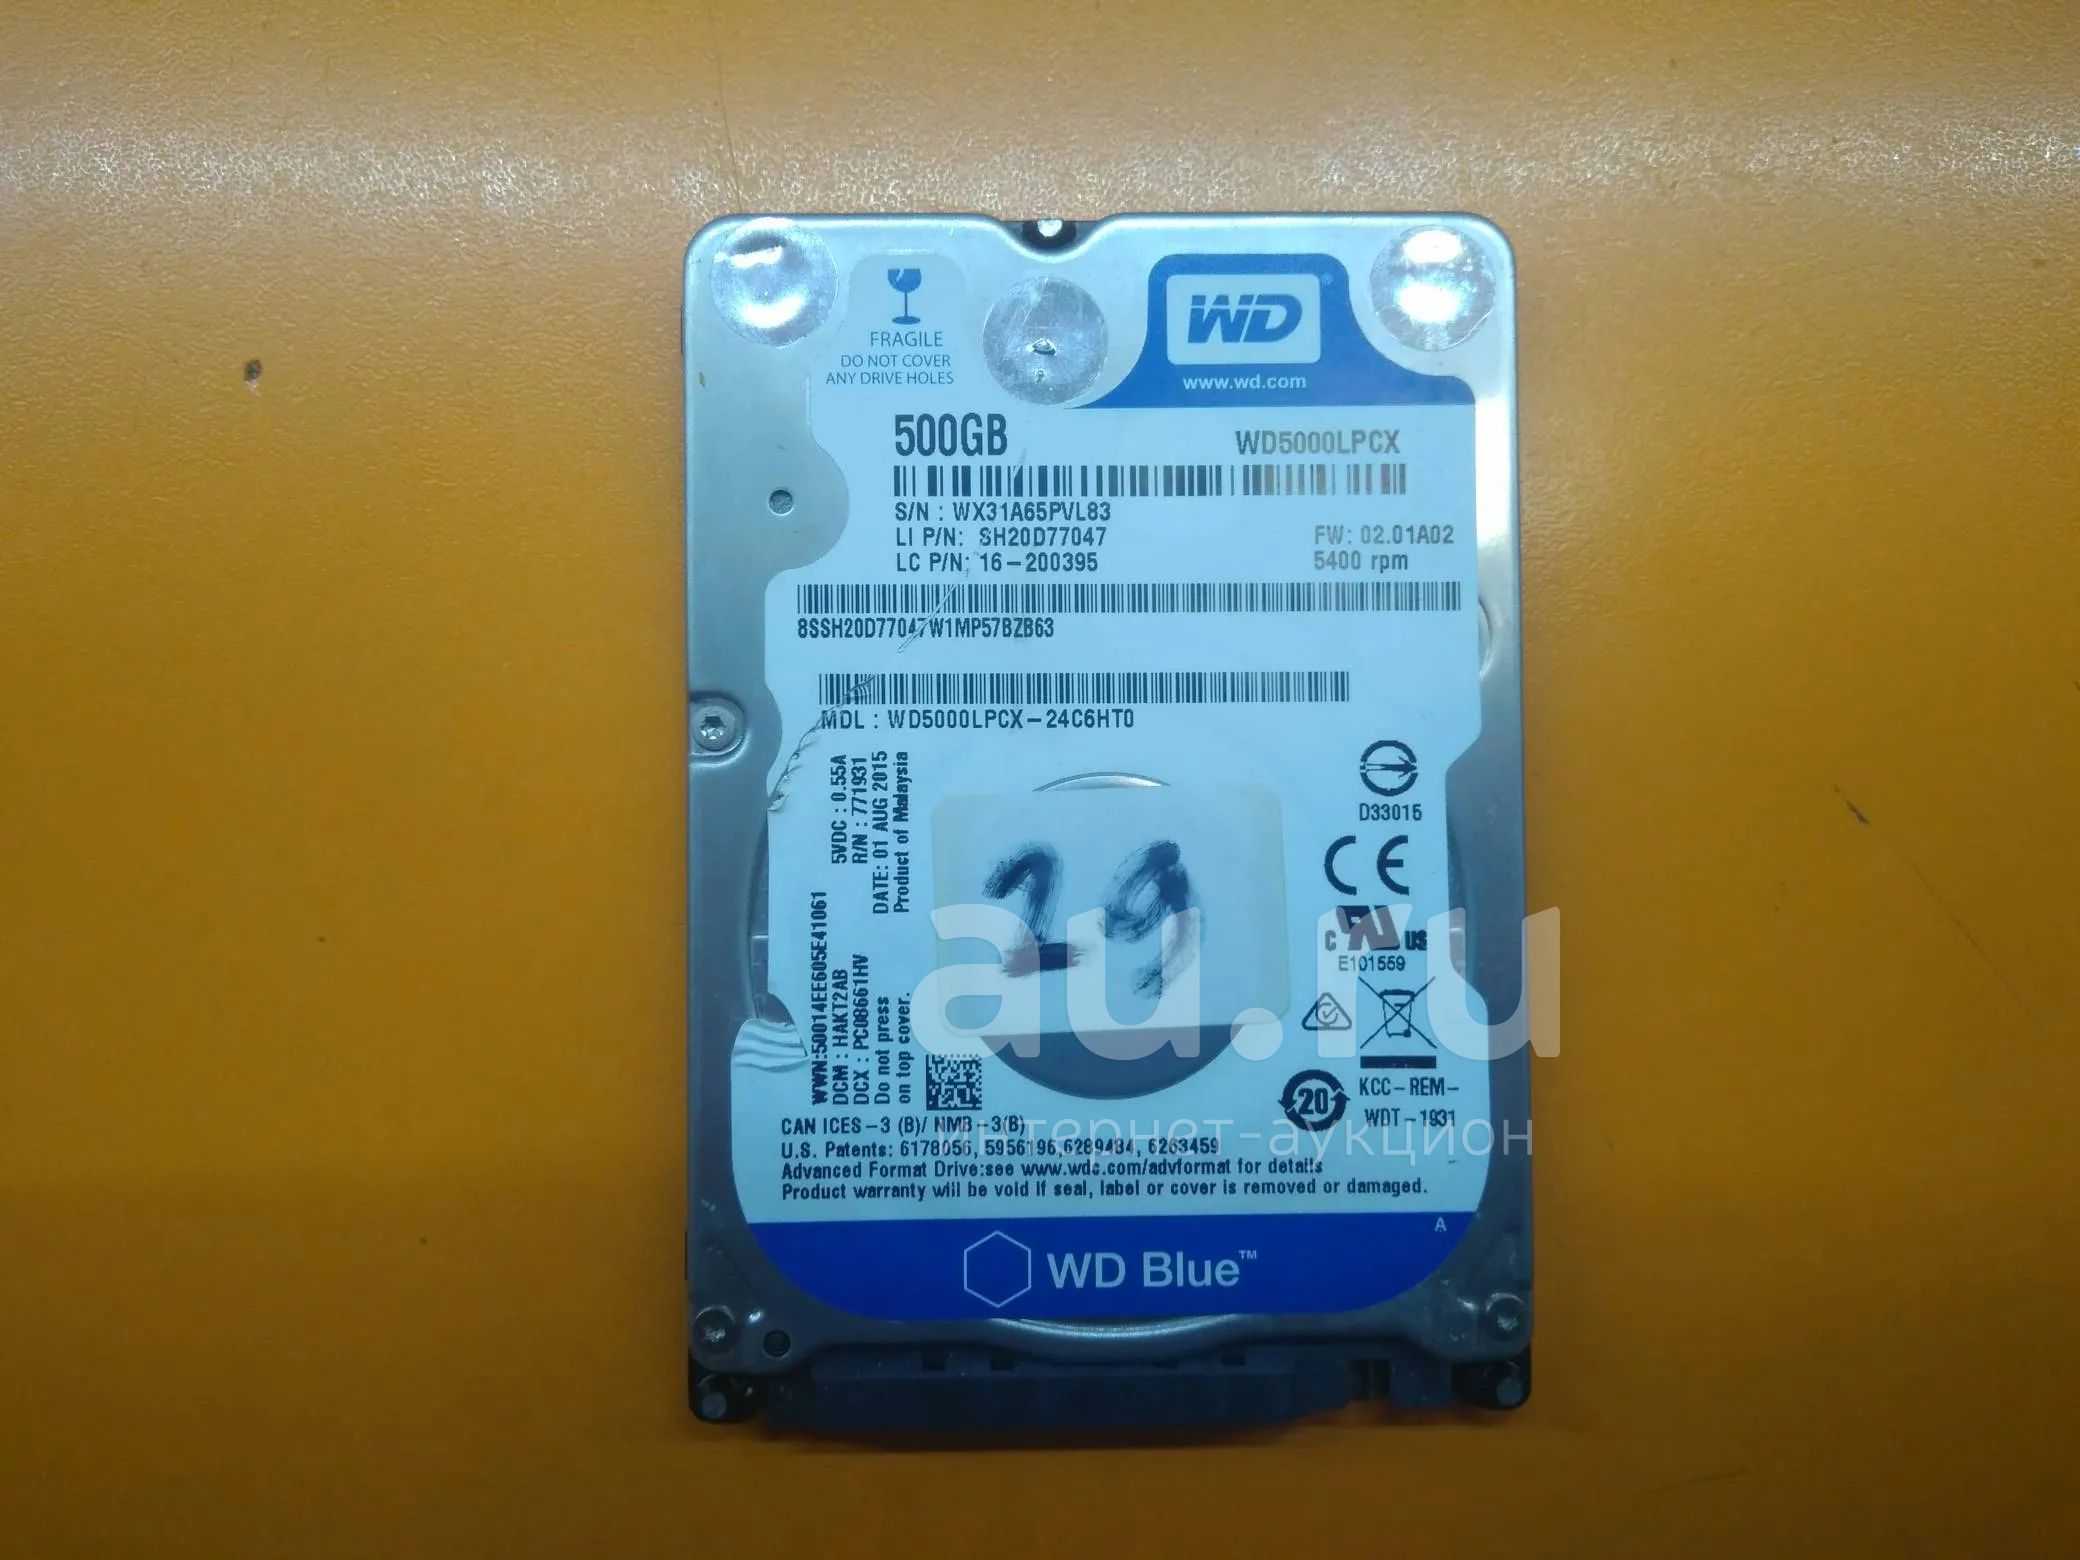 FRAGILE
DO NOT COVER
ANY DRIVE HOLES
WD®
www.wd.com
500GB
WD5000LPCX
S/N : WX31A65PVL83
LI P/N: SH20D77047
FW: 02.01A02
LC P/N: 16-200395
5400 rpm
8SSH20D77047W1MP57BZB63
MDL : WD5000LPCX-24C6HT0
5VDC : 0.55A
R/N : 771931
DATE: 01 AUG 2015
Product of Malaysia
WWN:50014EE605E41061
DCM : HAKT2AB
DCX : PC08661HV
Do not press
on top cover.
29
D33015
CE
c UR US
E101559
20
KCC-REM-
WDT-1931
au.ru
интернет-аукцион
CAN ICES-3 (B)/ NMB-3(B)
U.S. Patents: 6178056, 5956196,6289484, 6263459
Advanced Format Drive:see www.wdc.com/advformat for details
Product warranty will be void if seal, label or cover is removed or damaged.
A
WD Blue™